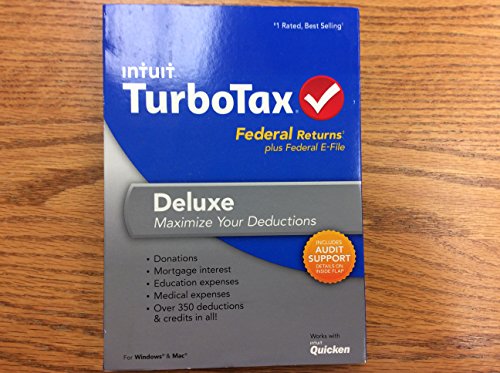 #1 Rated, Best Selling
intuit
TurboTax®
Federal Returns
plus Federal E-File
Deluxe
Maximize Your Deductions
INCLUDES
AUDIT
SUPPORT
DETAILS ON
INSIDE FLAP
• Donations
• Mortgage interest
• Education expenses
• Medical expenses
• Over 350 deductions
& credits in all!
For Windows® & Mac®
Works with
intuit
Quicken